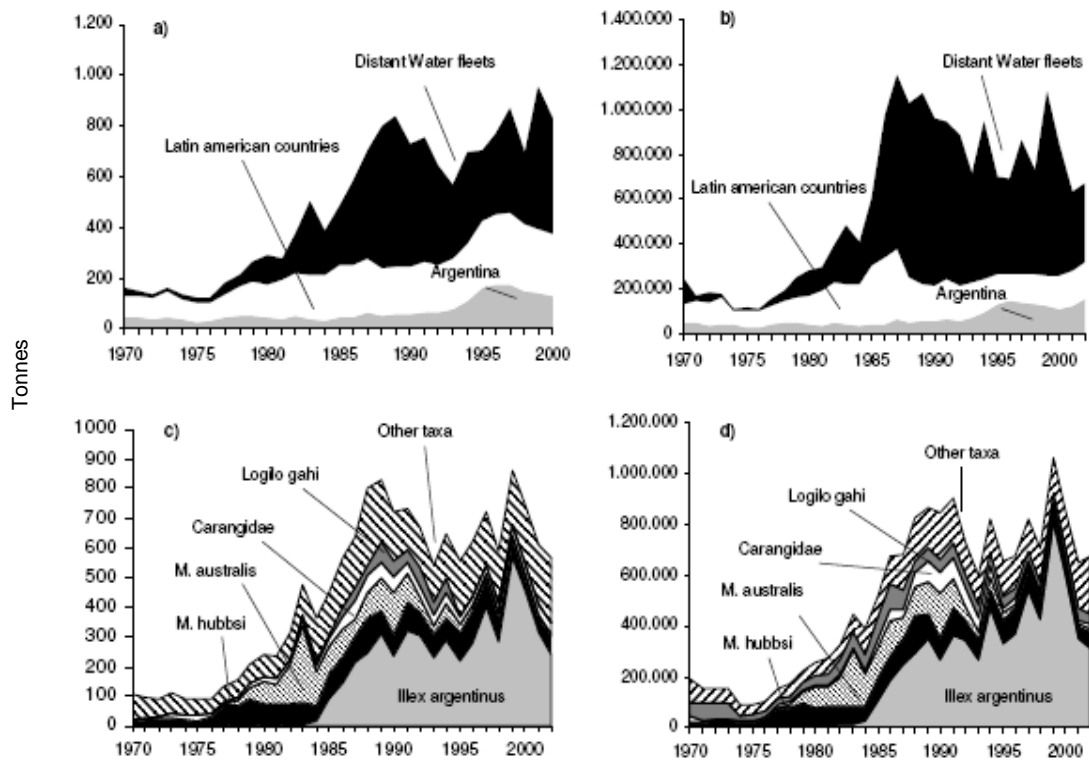 a)
1.200
1.000
800
600
400
200
0
Distant Water fleets
Latin american countries
Argentina
1970 1975 1980 1985 1990 1995 2000
b)
1.400.000
1.200.000
1.000.000
800.000
600.000
400.000
200.000
0
Distant Water fleets
Latin american countries
Argentina
1970 1975 1980 1985 1990 1995 2000
Tonnes
c)
1000
900
800
700
600
500
400
300
200
100
0
Other taxa
Logilo gahi
Carangidae
M. australis
M. hubbsi
Illex argentinus
1970 1975 1980 1985 1990 1995 2000
d)
1.200.000
1.000.000
800.000
600.000
400.000
200.000
0
Other taxa
Logilo gahi
Carangidae
M. australis
M. hubbsi
Illex argentinus
1970 1975 1980 1985 1990 1995 2000